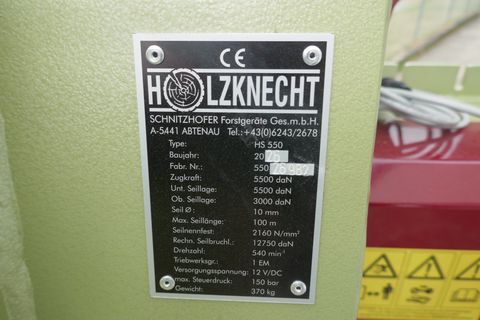 CE
HOLZKNECHT
SCHNITZHOFER Forstgeräte Ges.m.b.H.
A-5441 ABTENAU Tel.:+43(0)6243/2678
Type: HS 550
Baujahr: 20 26
Fabr. Nr.: 550
Zugkraft: 5500 daN
Unt. Seillage: 5500 daN
Ob. Seillage: 3000 daN
Seil Ø: 10 mm
Max. Seillänge: 100 m
Seilnennfest: 2160 N/mm²
Rechn. Seilbruchl.: 12750 daN
Drehzahl: 540 min⁻¹
Triebwerksgr.: 1 EM
Versorgungsspannung: 12 V/DC
max. Steuerdruck: 150 bar
Gewicht: 370 kg